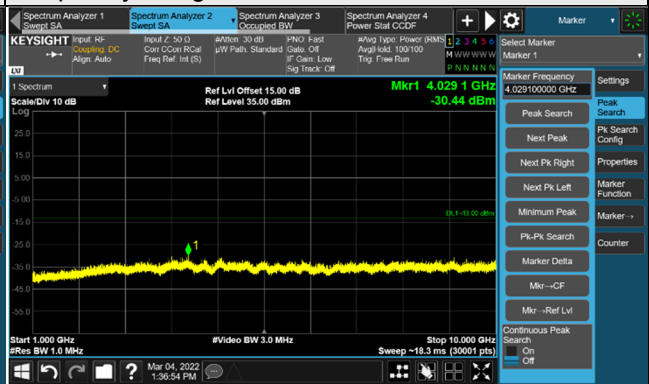 Spectrum Analyzer 1
Swept SA
Spectrum Analyzer 2
Swept SA
Spectrum Analyzer 3
Occupied BW
Spectrum Analyzer 4
Power Stat CCDF
+
Marker
KEYSIGHT
Input: RF
Coupling: DC
Align: Auto
Input Z: 50 Ω
Corr CCorr RCal
Freq Ref: Int (S)
#Atten: 30 dB
µW Path: Standard
PNO: Fast
Gate: Off
IF Gain: Low
Sig Track: Off
#Avg Type: Power (RMS
Avg|Hold: 100/100
Trig: Free Run
1 2 3 4 5 6
M W W W W W
P N N N N N
LXI
Select Marker
Marker 1
1 Spectrum
Scale/Div 10 dB
Log
Ref Lvl Offset 15.00 dB
Ref Level 35.00 dBm
Mkr1 4.029 1 GHz
-30.44 dBm
25.0
15.0
5.00
-5.00
-15.0
-25.0
-35.0
-45.0
-55.0
DL1 -13.00 dBm
1
Start 1.000 GHz
#Res BW 1.0 MHz
#Video BW 3.0 MHz
Stop 10.000 GHz
Sweep ~18.3 ms (30001 pts)
Marker Frequency
4.029100000 GHz
Peak Search
Next Peak
Next Pk Right
Next Pk Left
Minimum Peak
Pk-Pk Search
Marker Delta
Mkr→CF
Mkr→Ref Lvl
Continuous Peak
Search
On
Off
Settings
Peak
Search
Pk Search
Config
Properties
Marker
Function
Marker→
Counter
?
Mar 04, 2022
1:36:54 PM